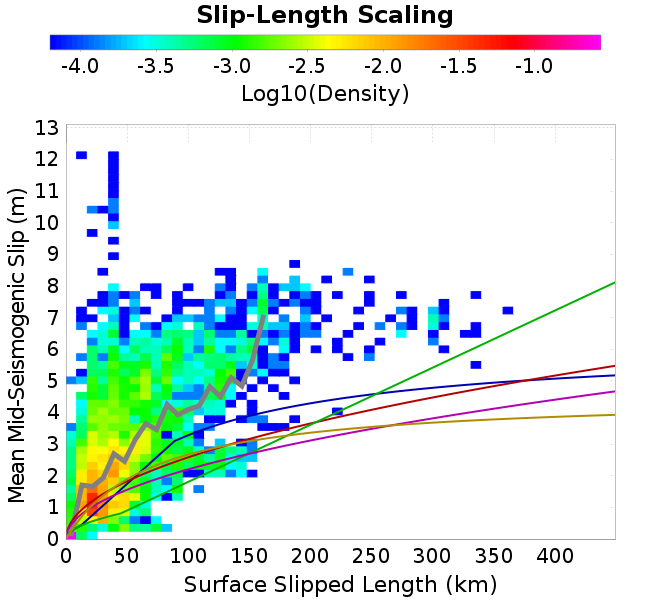 Slip-Length Scaling
-4.0 -3.5 -3.0 -2.5 -2.0 -1.5 -1.0
Log10(Density)
13
12
11
10
9
8
7
6
5
4
3
2
1
0
Mean Mid-Seismogenic Slip (m)
0 50 100 150 200 250 300 350 400
Surface Slipped Length (km)